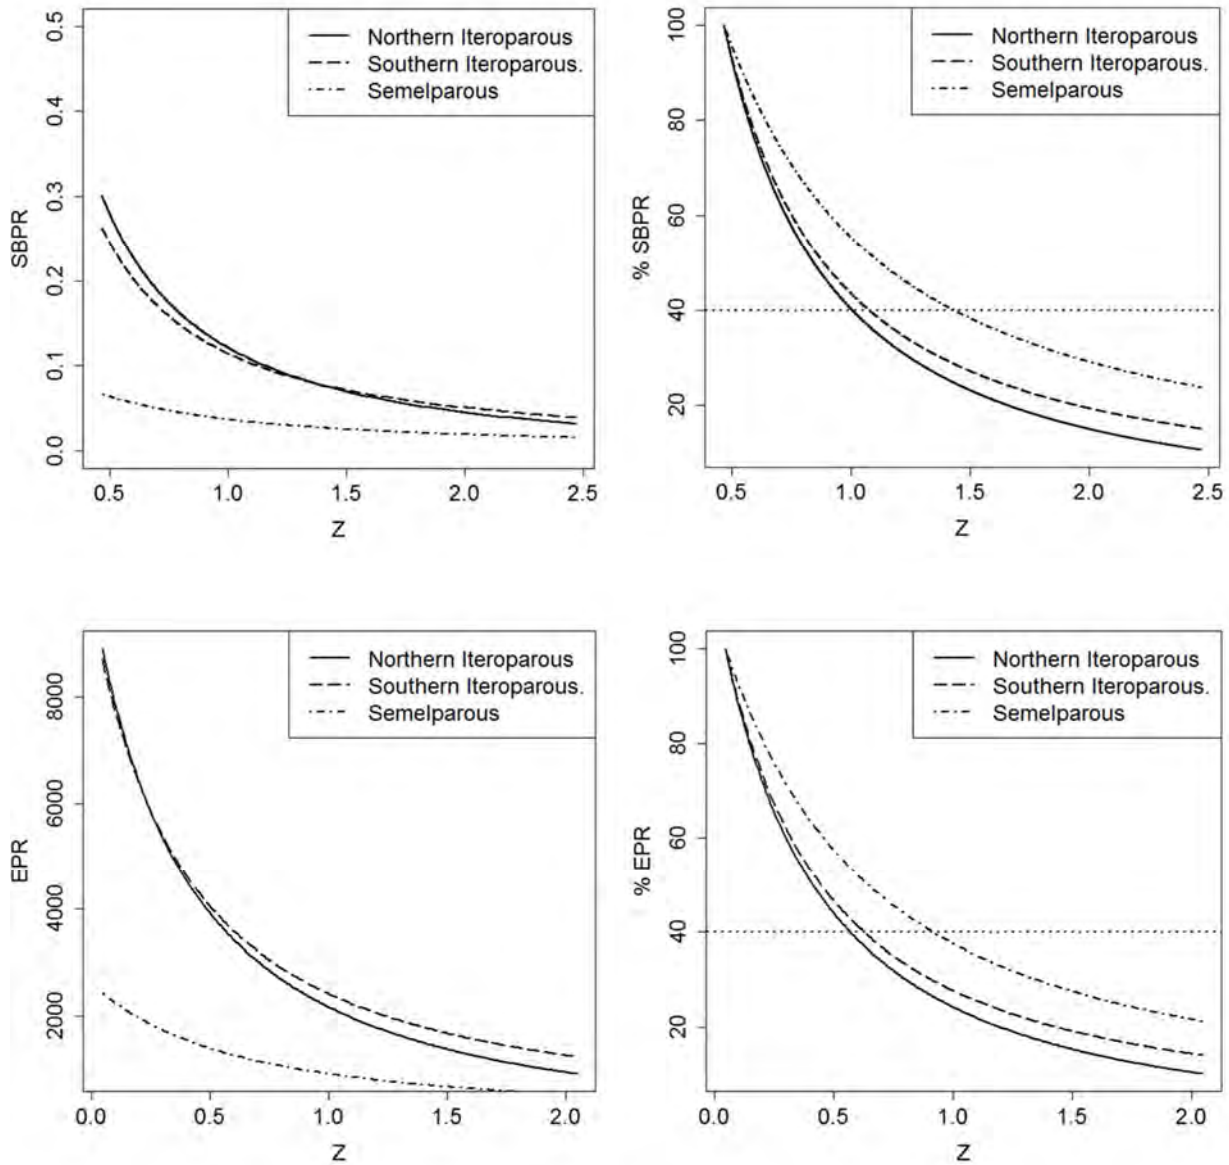 SBPR
0.0
0.1
0.2
0.3
0.4
0.5
Northern Iteroparous
Southern Iteroparous.
Semelparous
0.5
1.0
1.5
2.0
2.5
Z
% SBPR
20
40
60
80
100
Northern Iteroparous
Southern Iteroparous.
Semelparous
0.5
1.0
1.5
2.0
2.5
Z
EPR
2000
4000
6000
8000
Northern Iteroparous
Southern Iteroparous.
Semelparous
0.0
0.5
1.0
1.5
2.0
Z
% EPR
20
40
60
80
100
Northern Iteroparous
Southern Iteroparous.
Semelparous
0.0
0.5
1.0
1.5
2.0
Z